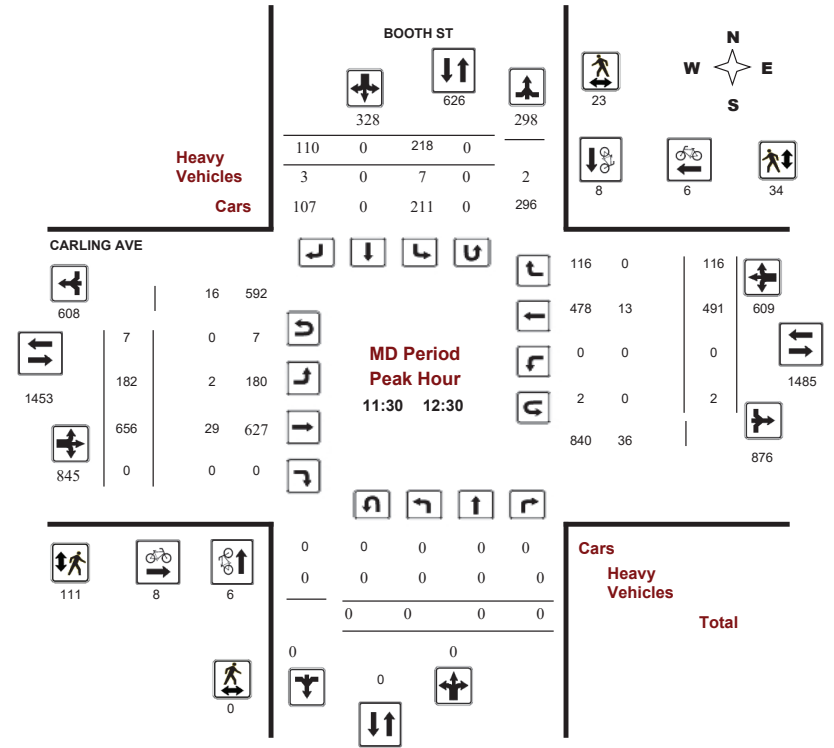 BOOTH ST
N
W E
S
626
23
328 298
110 0 218 0
Heavy
Vehicles
3 0 7 0 2
8 6 34
Cars
107 0 211 0 296
CARLING AVE
116 0 116
16 592
608
478 13 491 609
7 0 7
MD Period
Peak Hour
11:30 12:30
0 0 0
1453
182 2 180
1485
2 0 2
656 29 627
840 36
876
845
0 0 0
0 0 0 0 0
Cars
0 0 0 0 0
Heavy
Vehicles
111 8 6
0 0 0 0
Total
0 0
0
0